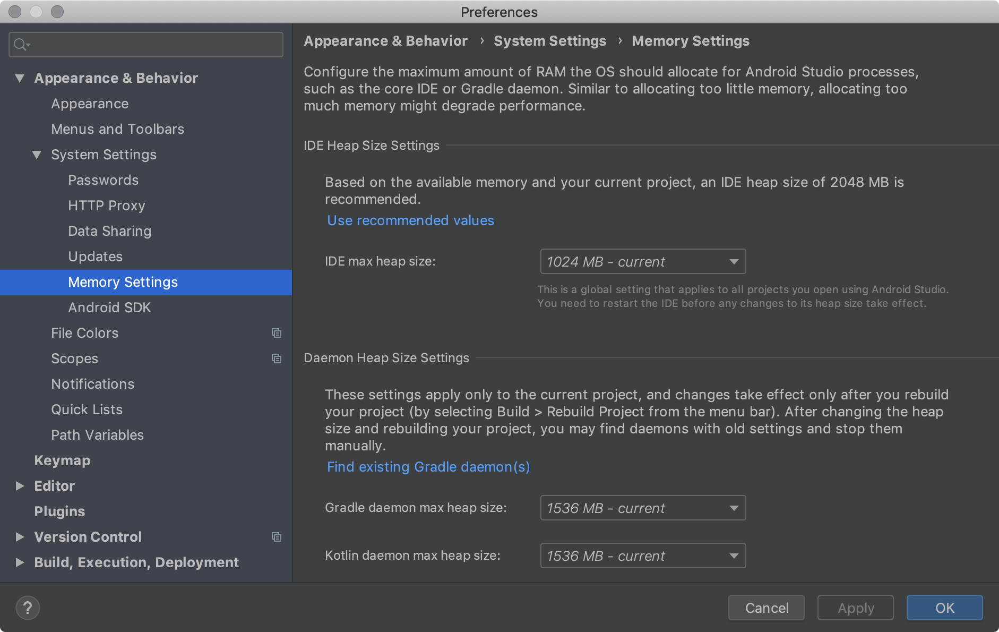 Preferences
Appearance & Behavior
Appearance
Menus and Toolbars
System Settings
Passwords
HTTP Proxy
Data Sharing
Updates
Memory Settings
Android SDK
File Colors
Scopes
Notifications
Quick Lists
Path Variables
Keymap
Editor
Plugins
Version Control
Build, Execution, Deployment
Appearance & Behavior › System Settings › Memory Settings
Configure the maximum amount of RAM the OS should allocate for Android Studio processes,
such as the core IDE or Gradle daemon. Similar to allocating too little memory, allocating too
much memory might degrade performance.
IDE Heap Size Settings
Based on the available memory and your current project, an IDE heap size of 2048 MB is
recommended.
Use recommended values
IDE max heap size: 1024 MB - current
This is a global setting that applies to all projects you open using Android Studio.
You need to restart the IDE before any changes to its heap size take effect.
Daemon Heap Size Settings
These settings apply only to the current project, and changes take effect only after you rebuild
your project (by selecting Build > Rebuild Project from the menu bar). After changing the heap
size and rebuilding your project, you may find daemons with old settings and stop them
manually.
Find existing Gradle daemon(s)
Gradle daemon max heap size: 1536 MB - current
Kotlin daemon max heap size: 1536 MB - current
? Cancel Apply OK